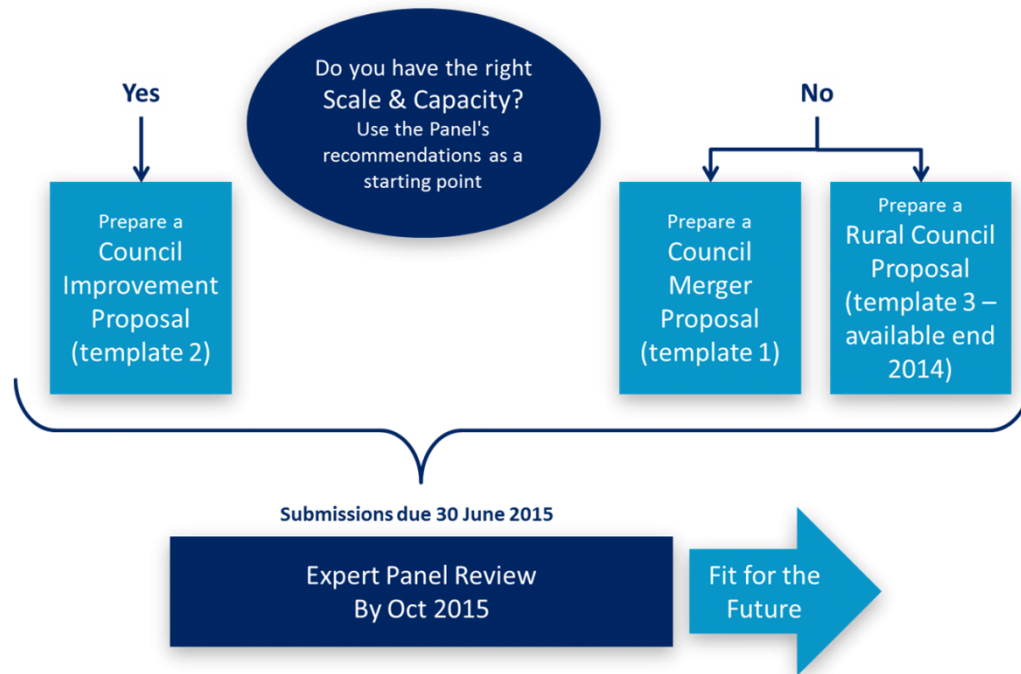 Do you have the right
Scale & Capacity?
Use the Panel's
recommendations as a
starting point
Yes
No
Prepare a
Council
Improvement
Proposal
(template 2)
Prepare a
Council
Merger
Proposal
(template 1)
Prepare a
Rural Council
Proposal
(template 3 –
available end
2014)
Submissions due 30 June 2015
Expert Panel Review
By Oct 2015
Fit for the
Future